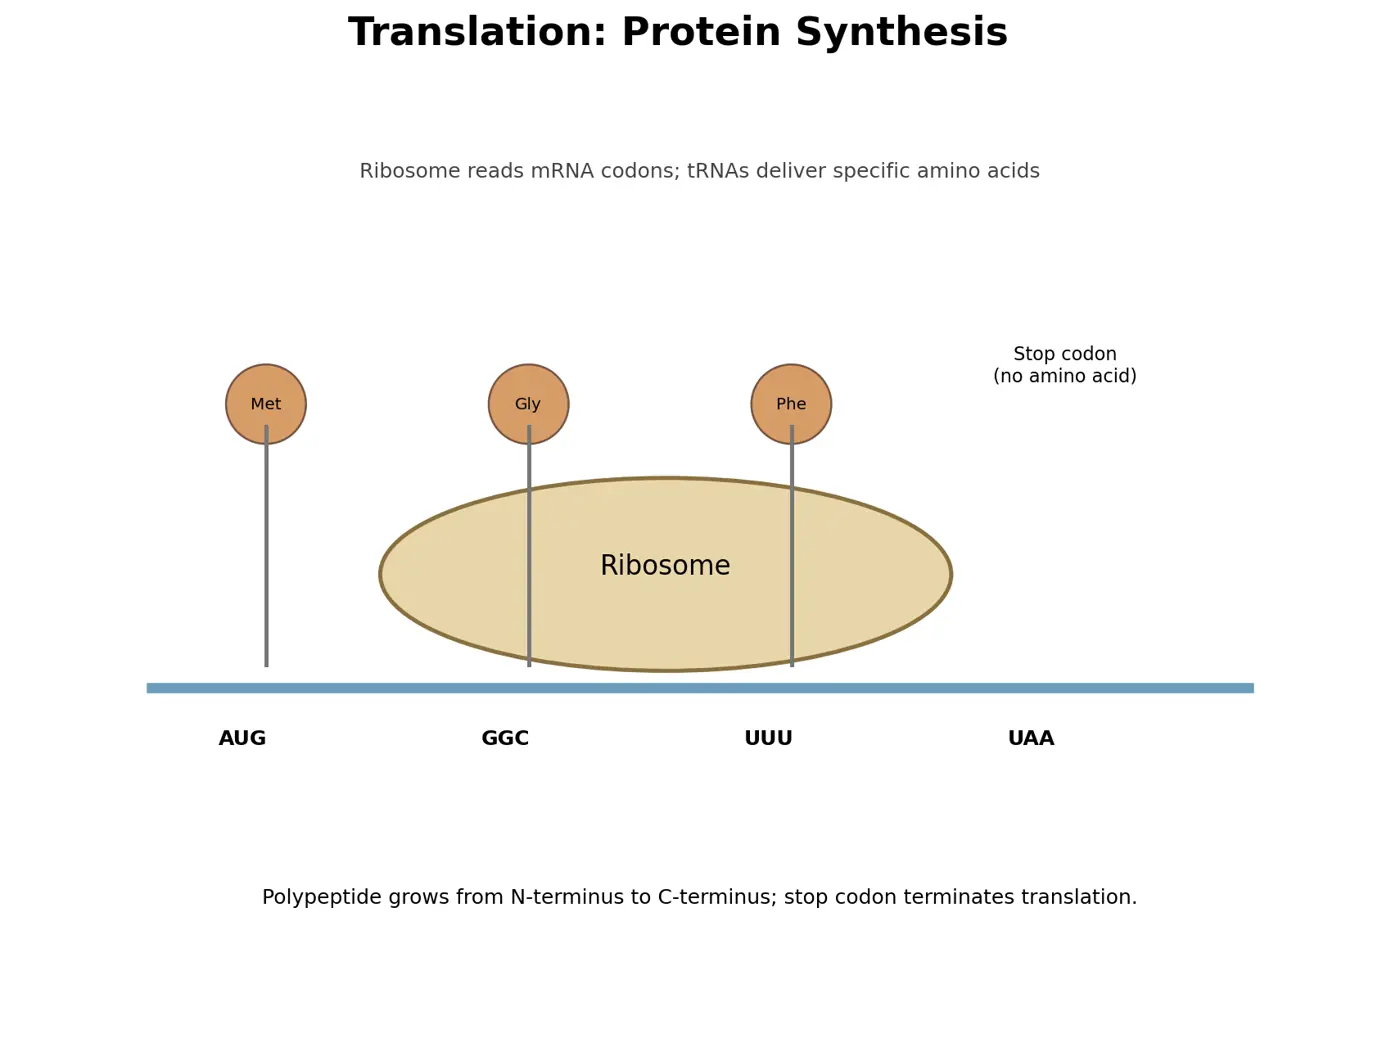 Translation: Protein Synthesis
Ribosome reads mRNA codons; tRNAs deliver specific amino acids
Stop codon
(no amino acid)
Met
Gly
Phe
Ribosome
AUG
GGC
UUU
UAA
Polypeptide grows from N-terminus to C-terminus; stop codon terminates translation.